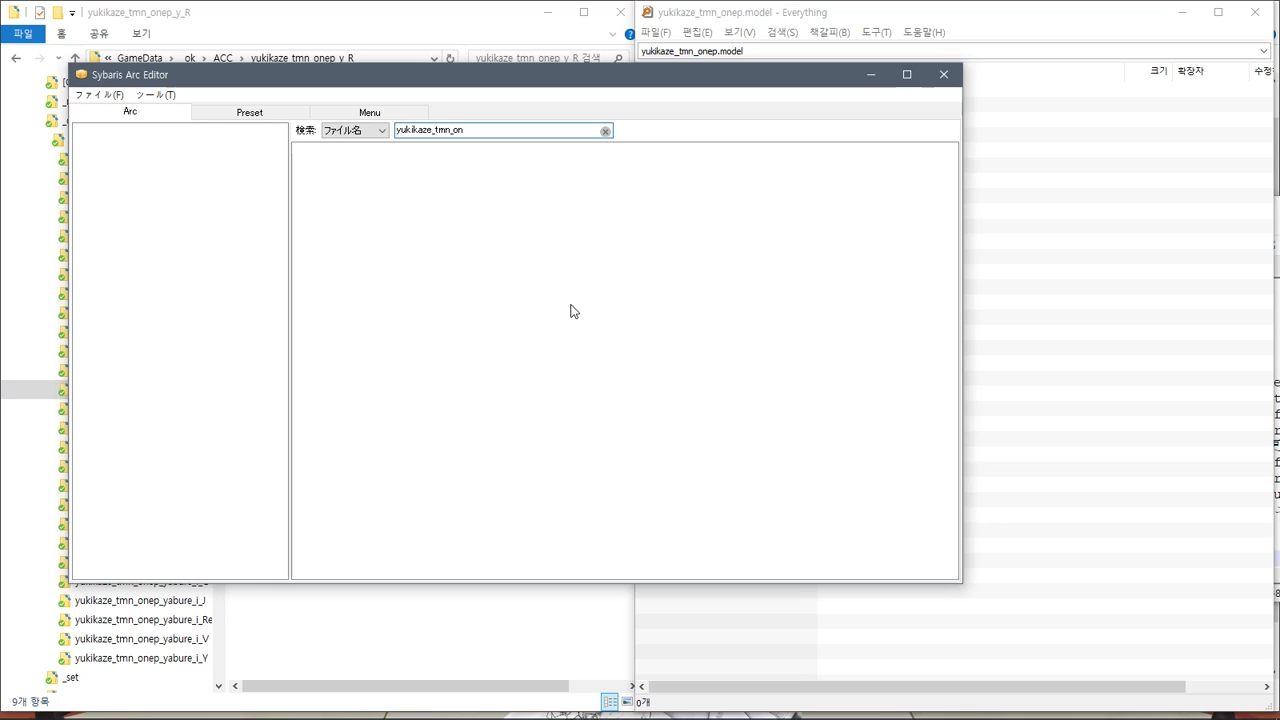 yukikaze_tmn_onep_y_R
파일
홈
공유
보기
GameData
ok
ACC
yukikaze_tmn_onep_y_R
yukikaze_tmn_onep_y_R 검색
yukikaze_tmn_onep.model - Everything
파일(F) 편집(E) 보기(V) 검색(S) 책갈피(B) 도구(T) 도움말(H)
yukikaze_tmn_onep.model
크기
확장자
수정
Sybaris Arc Editor
ファイル(F) ツール(T)
Arc
Preset
Menu
検索:
ファイル名
yukikaze_tmn_on
yukikaze_tmn_onep_yabure_i_J
yukikaze_tmn_onep_yabure_i_Re
yukikaze_tmn_onep_yabure_i_V
yukikaze_tmn_onep_yabure_i_Y
_set
9개 항목
0개